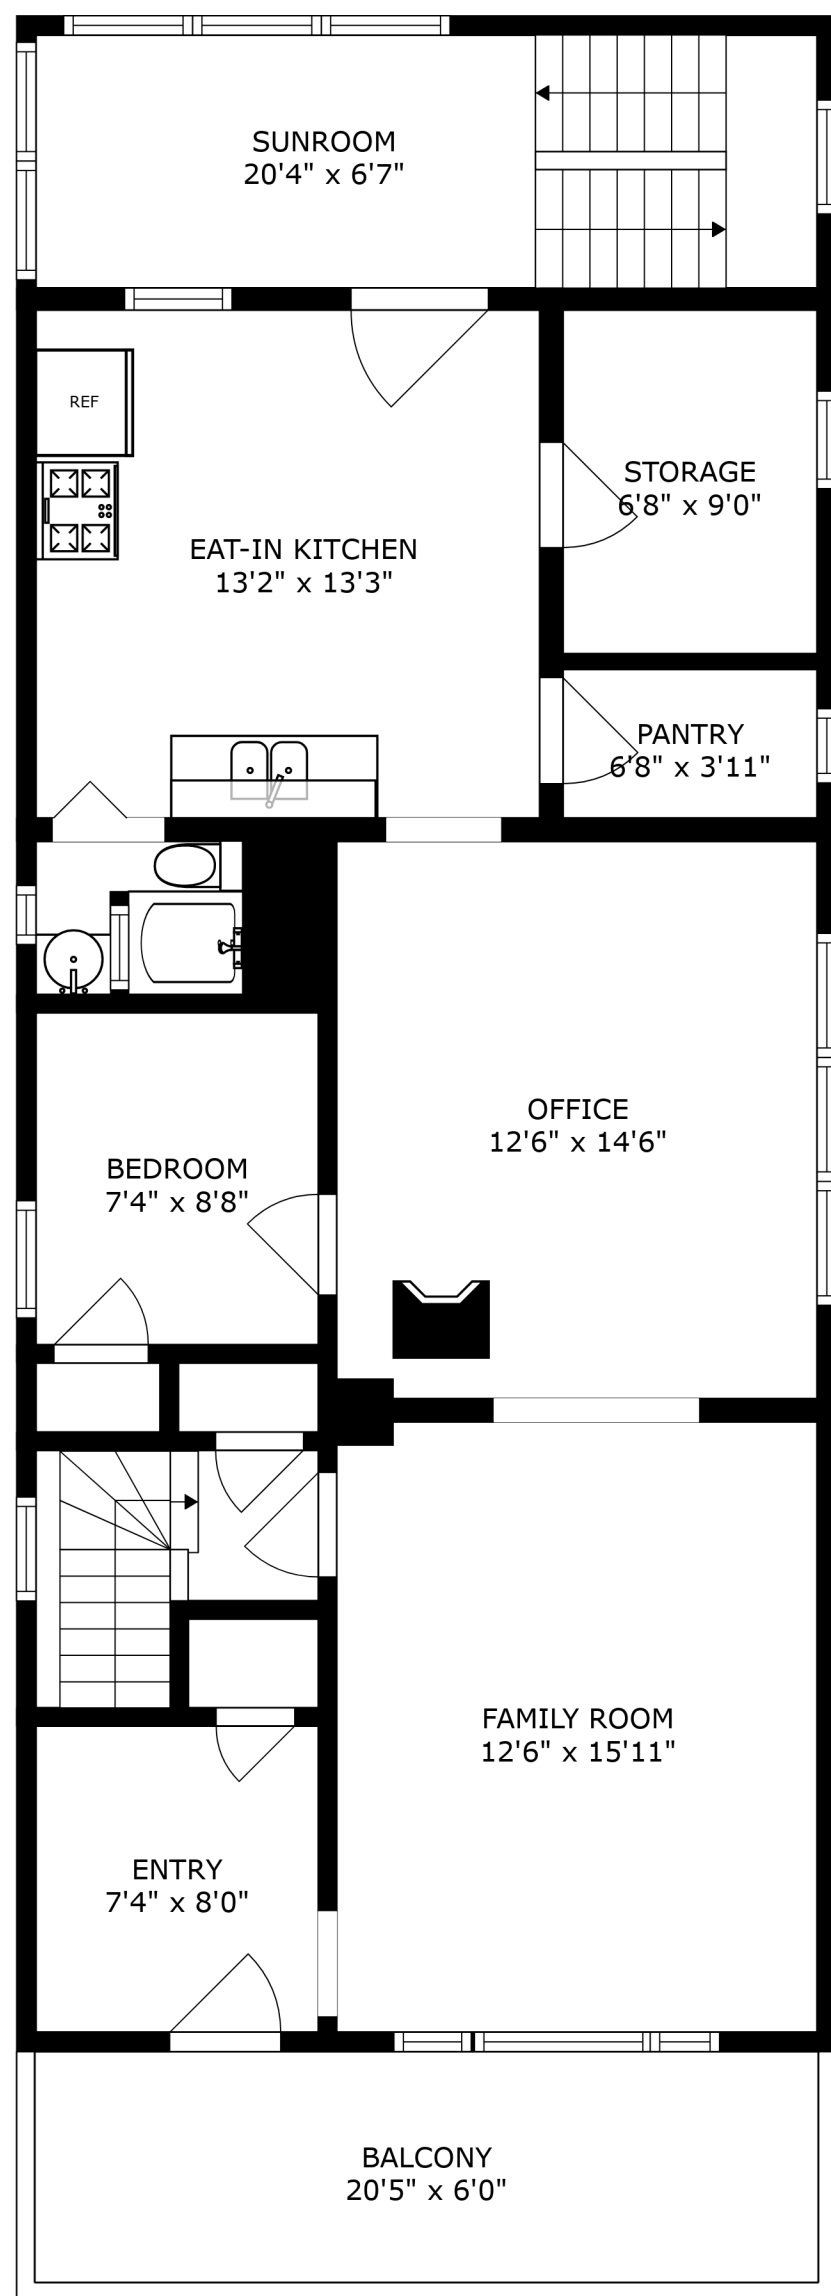 SUNROOM
20'4" x 6'7"
REF
STORAGE
6'8" x 9'0"
EAT-IN KITCHEN
13'2" x 13'3"
PANTRY
6'8" x 3'11"
OFFICE
12'6" x 14'6"
BEDROOM
7'4" x 8'8"
FAMILY ROOM
12'6" x 15'11"
ENTRY
7'4" x 8'0"
BALCONY
20'5" x 6'0"